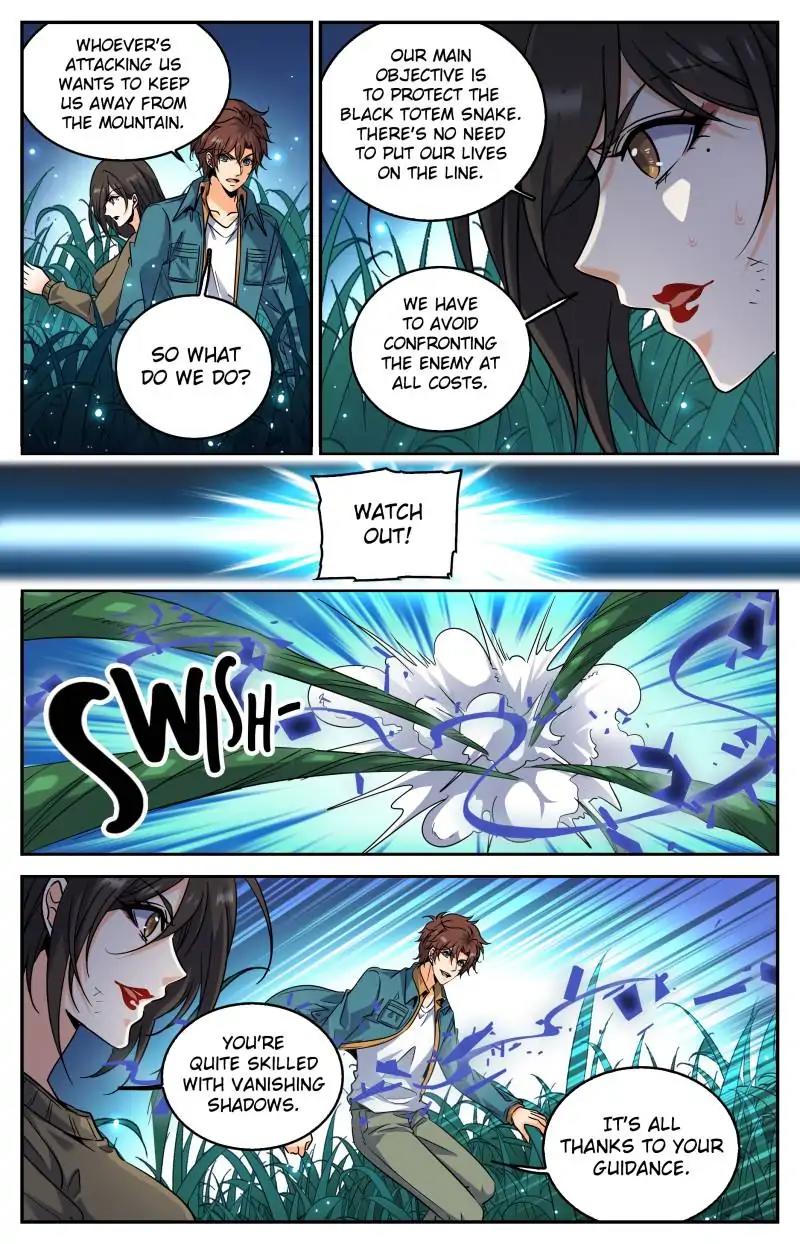 WHOEVER'S
ATTACKING US
WANTS TO KEEP
US AWAY FROM
THE MOUNTAIN.
SO WHAT
DO WE DO?
OUR MAIN
OBJECTIVE IS
TO PROTECT THE
BLACK TOTEM SNAKE.
THERE'S NO NEED
TO PUT OUR LIVES
ON THE LINE.
WE HAVE
TO AVOID
CONFRONTING
THE ENEMY AT
ALL COSTS.
WATCH
OUT!
SWISH-
YOU'RE
QUITE SKILLED
WITH VANISHING
SHADOWS.
IT'S ALL
THANKS TO YOUR
GUIDANCE.